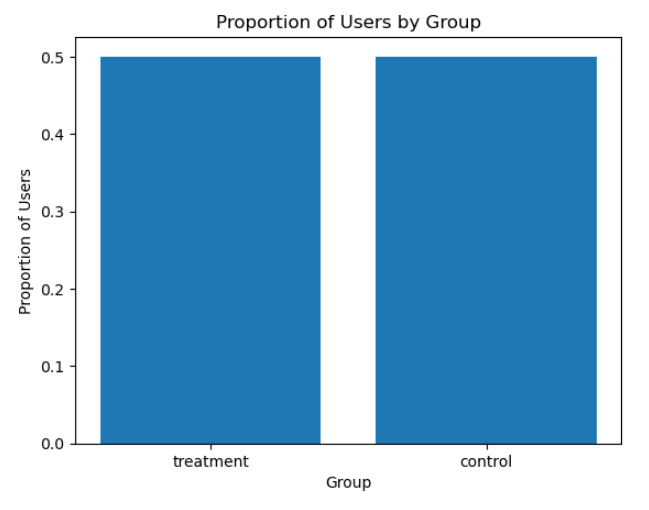 Proportion of Users by Group
Proportion of Users
0.5
0.4
0.3
0.2
0.1
0.0
treatment
control
Group